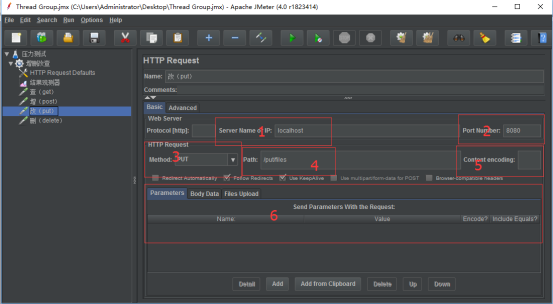 Thread Group.jmx (C:\Users\Administrator\Desktop\Thread Group.jmx) - Apache JMeter (4.0 r1823414)
File Edit Search Run Options Help
压力测试
增删改查
HTTP Request Defaults
结果观测器
查 (get)
增 (post)
改 (put)
删 (delete)
HTTP Request
Name: 改 (put)
Comments:
Basic Advanced
Web Server
Protocol [http]: Server Name or IP: localhost Port Number: 8080
1 2
HTTP Request
Method: PUT Path: /putfiles Content encoding:
3 4 5
Redirect Automatically Follow Redirects Use KeepAlive Use multipart/form-data for POST Browser-compatible headers
Parameters Body Data Files Upload
6
Send Parameters With the Request:
Name: Value Encode? Include Equals?
Detail Add Add from Clipboard Delete Up Down